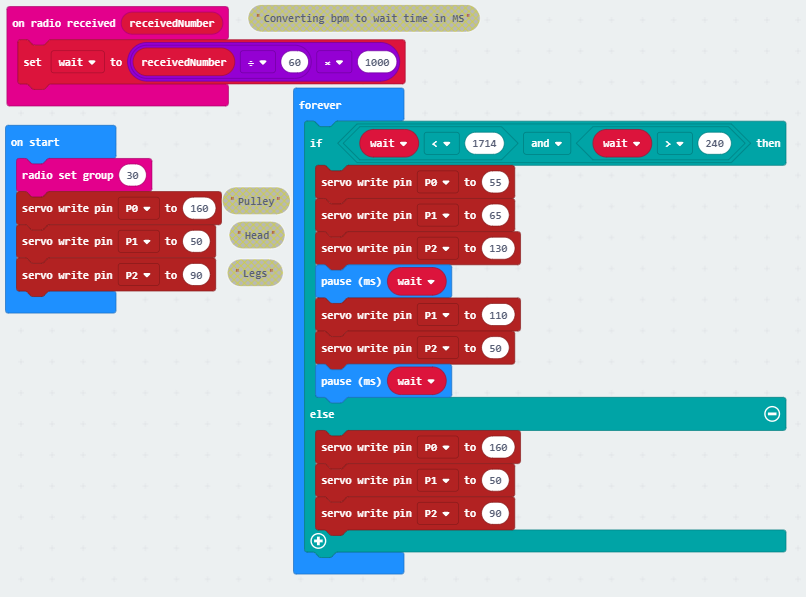 on radio received receivedNumber
"Converting bpm to wait time in MS"
set wait to receivedNumber ÷ 60 × 1000
on start
radio set group 30
servo write pin P0 to 160
"Pulley"
servo write pin P1 to 50
"Head"
servo write pin P2 to 90
"Legs"
forever
if wait < 1714 and wait > 240 then
servo write pin P0 to 55
servo write pin P1 to 65
servo write pin P2 to 130
pause (ms) wait
servo write pin P1 to 110
servo write pin P2 to 50
pause (ms) wait
else
servo write pin P0 to 160
servo write pin P1 to 50
servo write pin P2 to 90